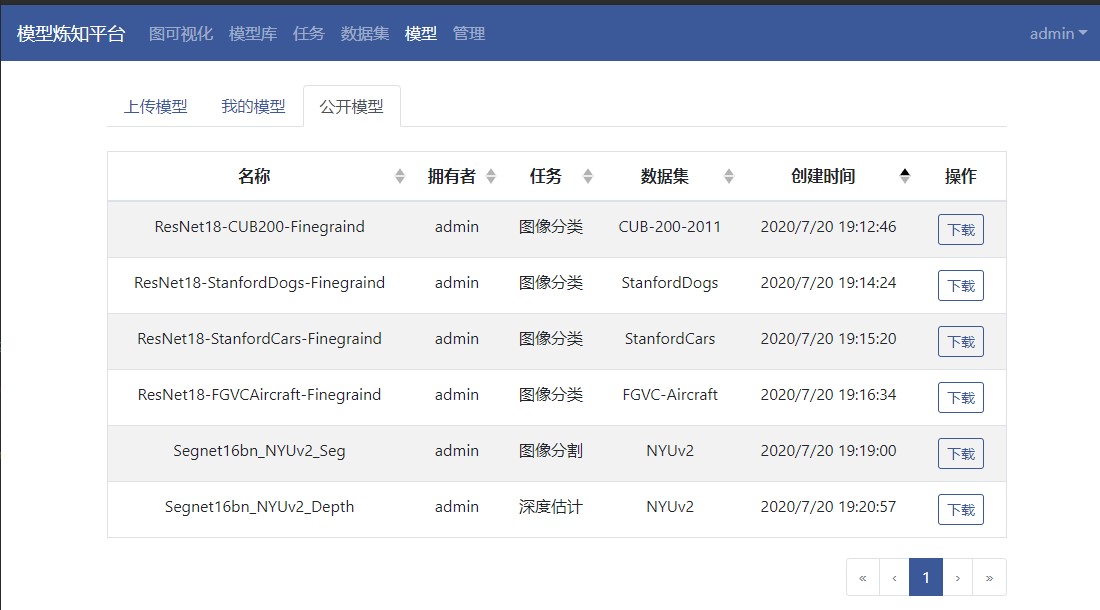 模型炼知平台 图可视化 模型库 任务 数据集 模型 管理 admin
上传模型 我的模型 公开模型
名称 拥有者 任务 数据集 创建时间 操作
ResNet18-CUB200-Finegraind admin 图像分类 CUB-200-2011 2020/7/20 19:12:46 下载
ResNet18-StanfordDogs-Finegraind admin 图像分类 StanfordDogs 2020/7/20 19:14:24 下载
ResNet18-StanfordCars-Finegraind admin 图像分类 StanfordCars 2020/7/20 19:15:20 下载
ResNet18-FGVCAircraft-Finegraind admin 图像分类 FGVC-Aircraft 2020/7/20 19:16:34 下载
Segnet16bn_NYUv2_Seg admin 图像分割 NYUv2 2020/7/20 19:19:00 下载
Segnet16bn_NYUv2_Depth admin 深度估计 NYUv2 2020/7/20 19:20:57 下载
« ‹ 1 › »